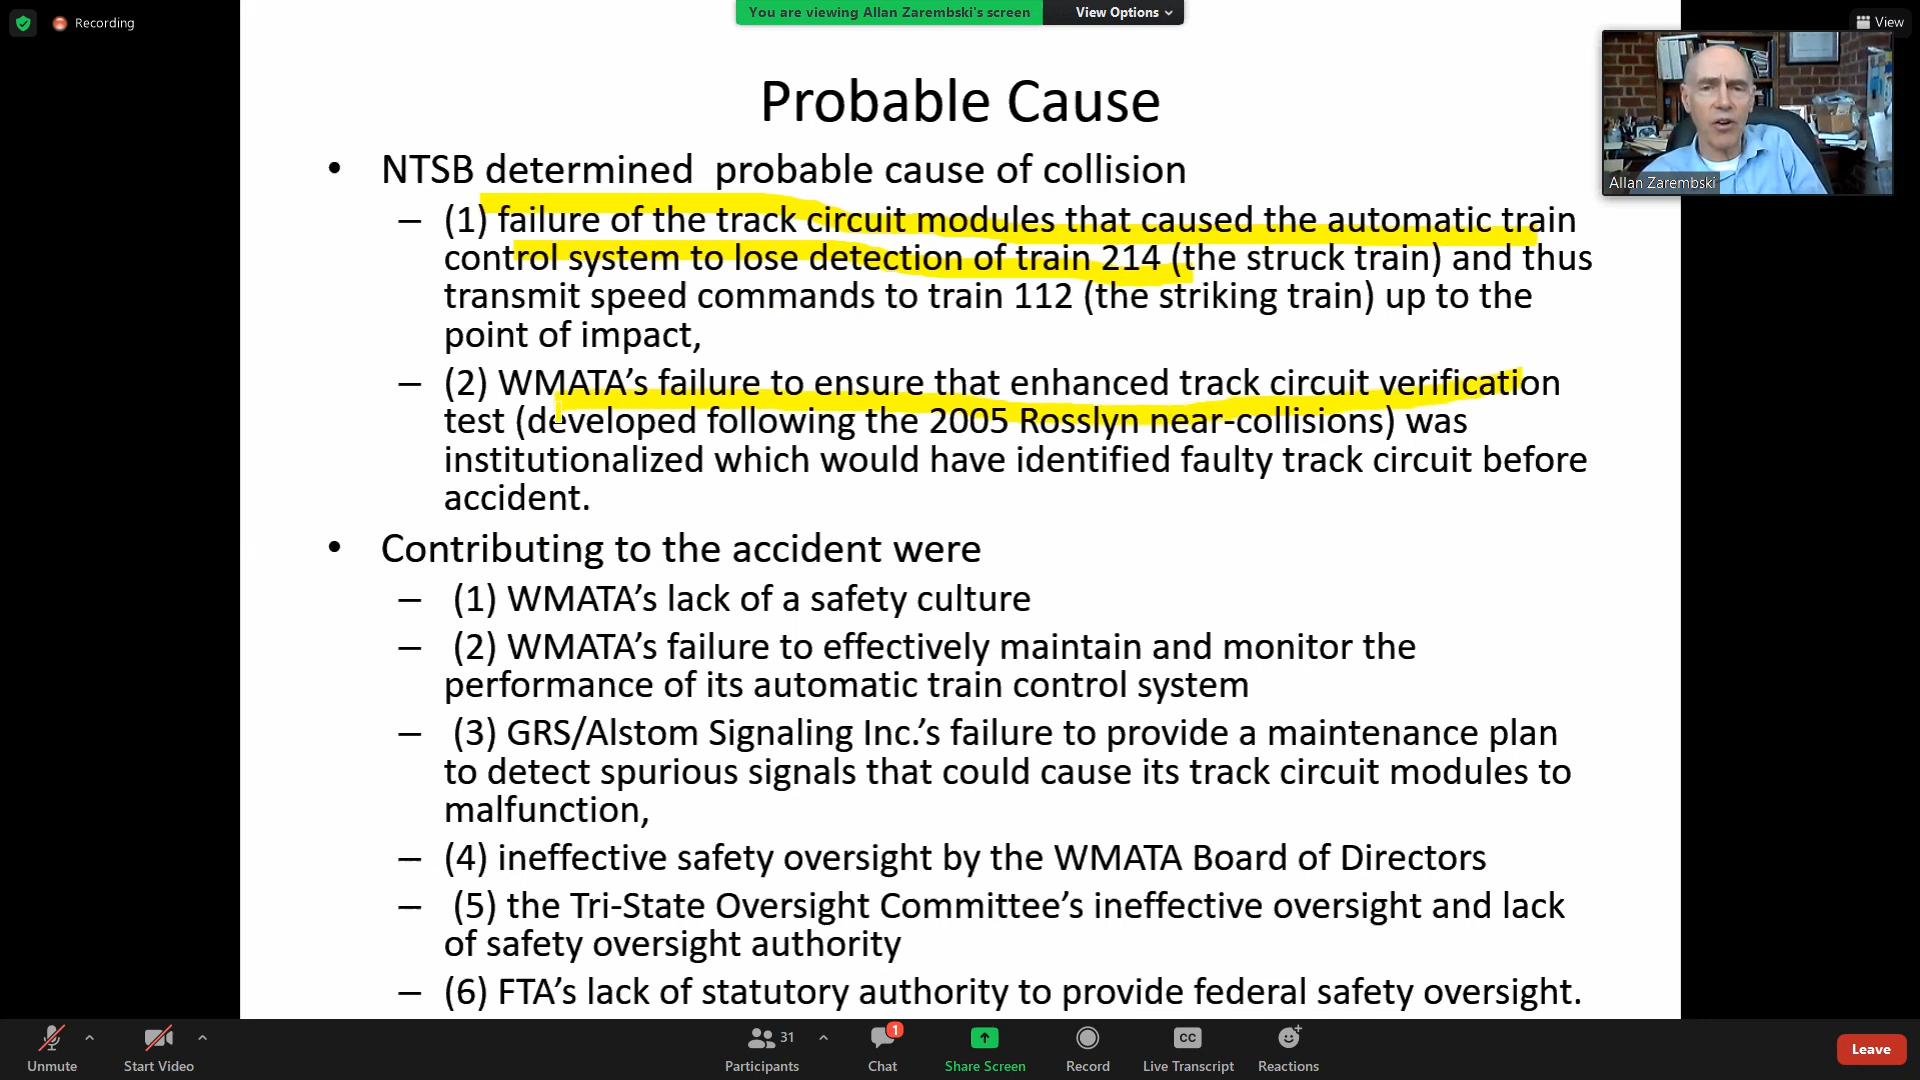 Recording
You are viewing Allan Zarembski's screen View Options
View
Probable Cause
Allan Zarembski
• NTSB determined probable cause of collision
– (1) failure of the track circuit modules that caused the automatic train
control system to lose detection of train 214 (the struck train) and thus
transmit speed commands to train 112 (the striking train) up to the
point of impact,
– (2) WMATA’s failure to ensure that enhanced track circuit verification
test (developed following the 2005 Rosslyn near-collisions) was
institutionalized which would have identified faulty track circuit before
accident.
• Contributing to the accident were
– (1) WMATA’s lack of a safety culture
– (2) WMATA’s failure to effectively maintain and monitor the
performance of its automatic train control system
– (3) GRS/Alstom Signaling Inc.’s failure to provide a maintenance plan
to detect spurious signals that could cause its track circuit modules to
malfunction,
– (4) ineffective safety oversight by the WMATA Board of Directors
– (5) the Tri-State Oversight Committee’s ineffective oversight and lack
of safety oversight authority
– (6) FTA’s lack of statutory authority to provide federal safety oversight.
31
1
CC
Unmute Start Video Participants Chat Share Screen Record Live Transcript Reactions
Leave